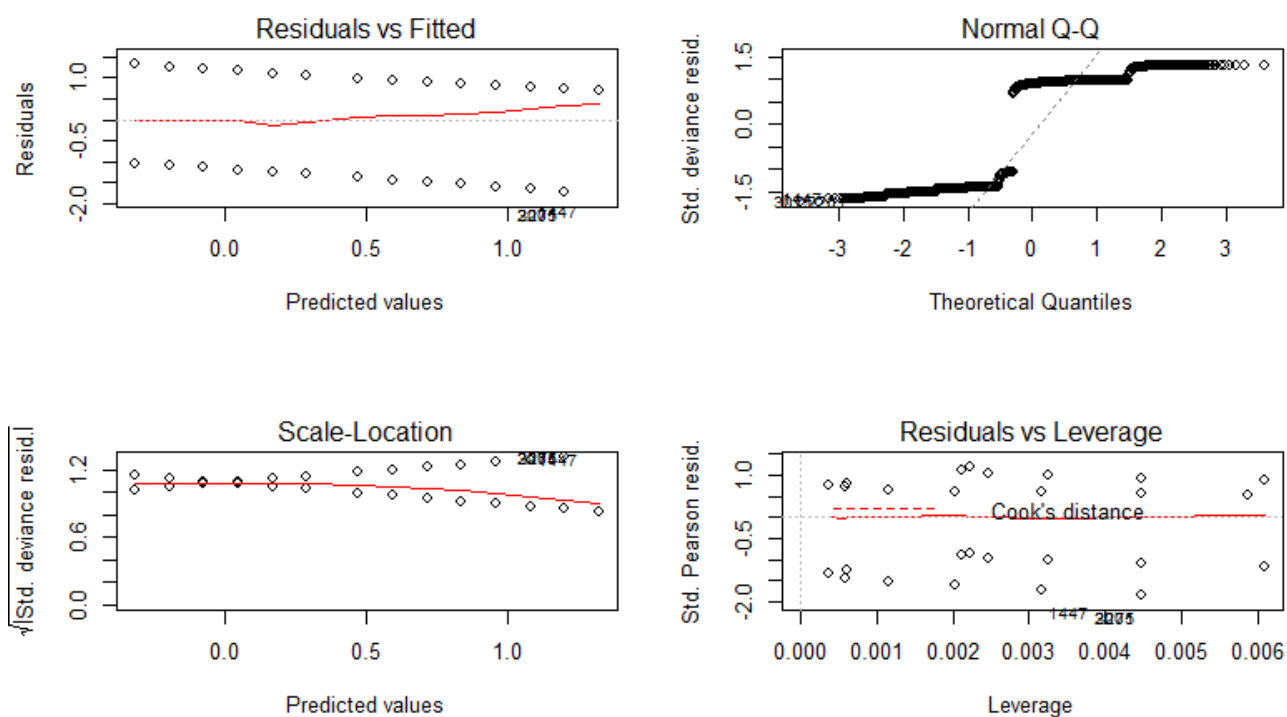 Residuals vs Fitted
Residuals
1.0
-0.5
-2.0
0.0 0.5 1.0
Predicted values
Normal Q-Q
Std. deviance resid.
1.5
0.0
-1.5
1447
-3 -2 -1 0 1 2 3
Theoretical Quantiles
Scale-Location
√|Std. deviance resid.|
1.2
0.6
0.0
0.0 0.5 1.0
Predicted values
Residuals vs Leverage
Std. Pearson resid.
1.0
-0.5
-2.0
Cook's distance
1447
0.000 0.001 0.002 0.003 0.004 0.005 0.006
Leverage